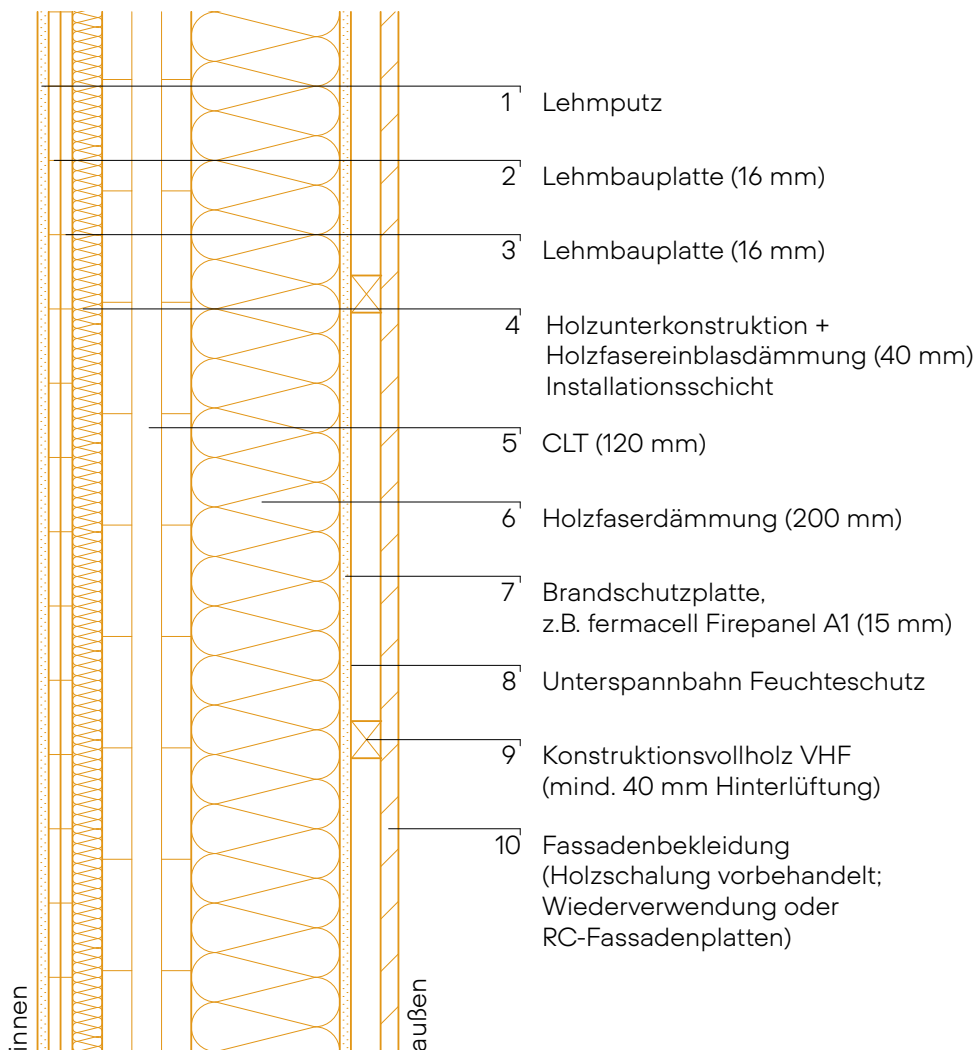 1 Lehmputz
2 Lehmbauplatte (16 mm)
3 Lehmbauplatte (16 mm)
4 Holzunterkonstruktion +
Holzfasereinblasdämmung (40 mm)
Installationsschicht
5 CLT (120 mm)
6 Holzfaserdämmung (200 mm)
7 Brandschutzplatte,
z.B. fermacell Firepanel A1 (15 mm)
8 Unterspannbahn Feuchteschutz
9 Konstruktionsvollholz VHF
(mind. 40 mm Hinterlüftung)
10 Fassadenbekleidung
(Holzschalung vorbehandelt;
Wiederverwendung oder
RC-Fassadenplatten)
innen
außen